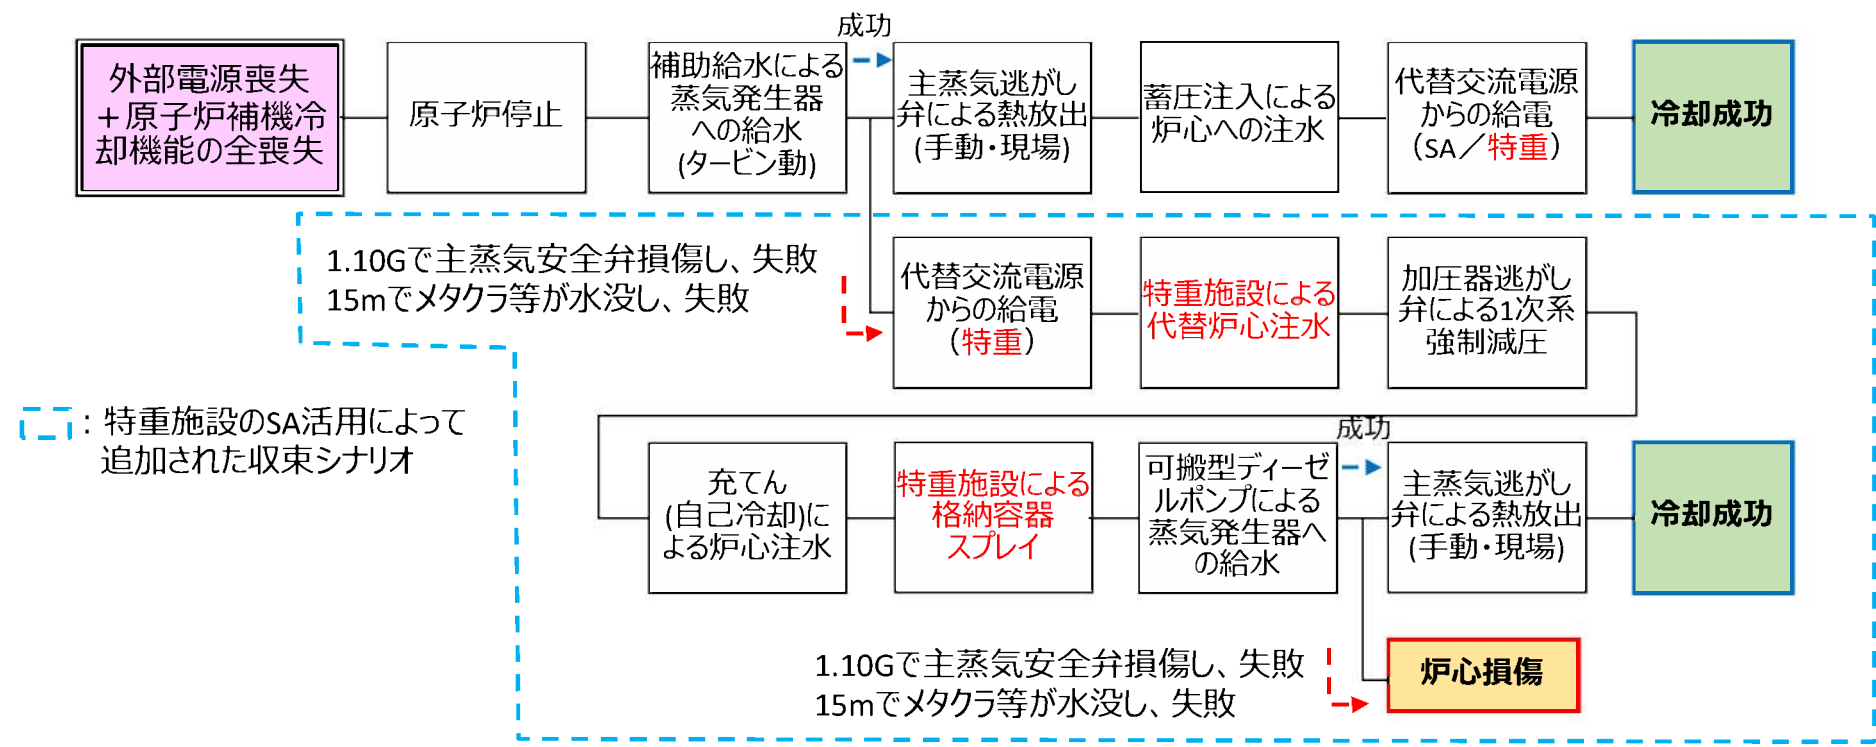 成功
外部電源喪失
＋原子炉補機冷
却機能の全喪失
原子炉停止
補助給水による
蒸気発生器
への給水
(タービン動)
主蒸気逃がし
弁による熱放出
(手動・現場)
蓄圧注入による
炉心への注水
代替交流電源
からの給電
（SA／特重）
冷却成功
1.10Gで主蒸気安全弁損傷し、失敗
15mでメタクラ等が水没し、失敗
代替交流電源
からの給電
（特重）
特重施設による
代替炉心注水
加圧器逃がし
弁による1次系
強制減圧
：特重施設のSA活用によって
追加された収束シナリオ
充てん
(自己冷却)に
よる炉心注水
特重施設による
格納容器
スプレイ
可搬型ディーゼ
ルポンプによる
蒸気発生器へ
の給水
成功
主蒸気逃がし
弁による熱放出
(手動・現場)
冷却成功
1.10Gで主蒸気安全弁損傷し、失敗
15mでメタクラ等が水没し、失敗
炉心損傷